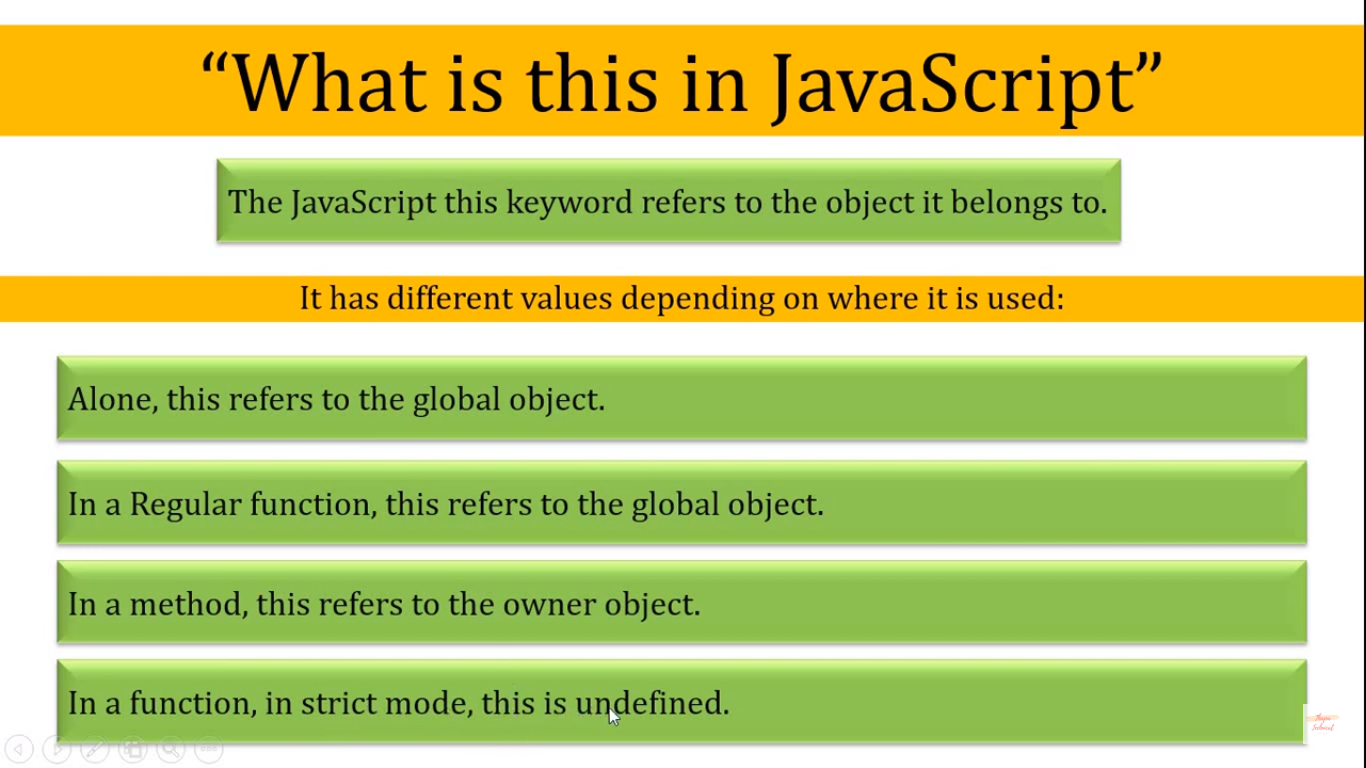 “What is this in JavaScript”
The JavaScript this keyword refers to the object it belongs to.
It has different values depending on where it is used:
Alone, this refers to the global object.
In a Regular function, this refers to the global object.
In a method, this refers to the owner object.
In a function, in strict mode, this is undefined.
Technical